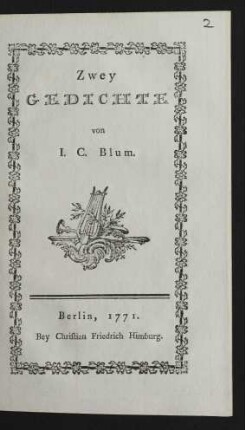 2
Zwey
GEDICHTE
von
I. C. Blum.
Berlin, 1771.
Bey Christian Friedrich Himburg.